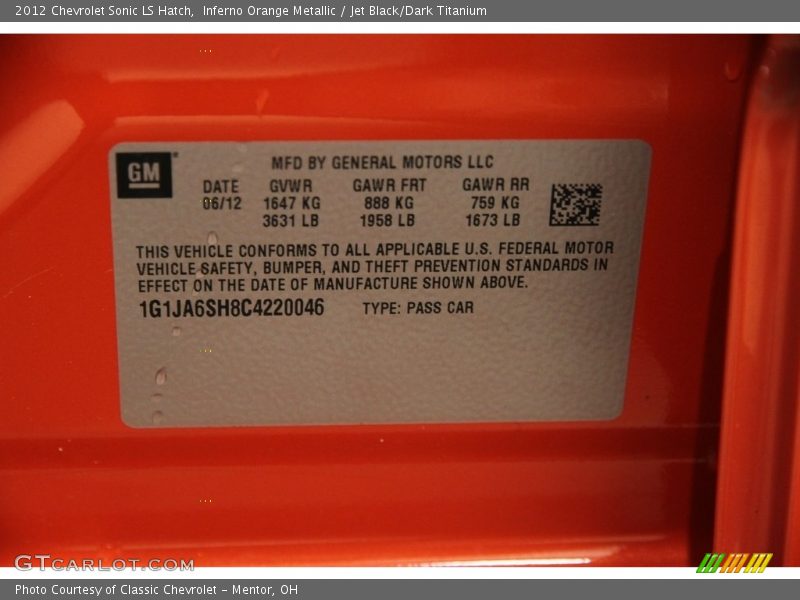 2012 Chevrolet Sonic LS Hatch,  Inferno Orange Metallic / Jet Black/Dark Titanium
GM
MFD BY GENERAL MOTORS LLC
DATE GVWR GAWR FRT GAWR RR
06/12 1647 KG 888 KG 759 KG
3631 LB 1958 LB 1673 LB
THIS VEHICLE CONFORMS TO ALL APPLICABLE U.S. FEDERAL MOTOR
VEHICLE SAFETY, BUMPER, AND THEFT PREVENTION STANDARDS IN
EFFECT ON THE DATE OF MANUFACTURE SHOWN ABOVE.
1G1JA6SH8C4220046 TYPE: PASS CAR
GTCARLOT.COM
Photo Courtesy of Classic Chevrolet - Mentor, OH